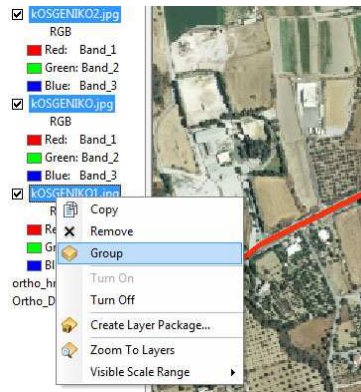 kOSGENIKO2.jpg
RGB
Red: Band_1
Green: Band_2
Blue: Band_3
kOSGENIKO.jpg
RGB
Red: Band_1
Green: Band_2
Blue: Band_3
kOSGENIKO1.jpg
Copy
Remove
Group
Turn On
Turn Off
Create Layer Package...
Zoom To Layers
Visible Scale Range